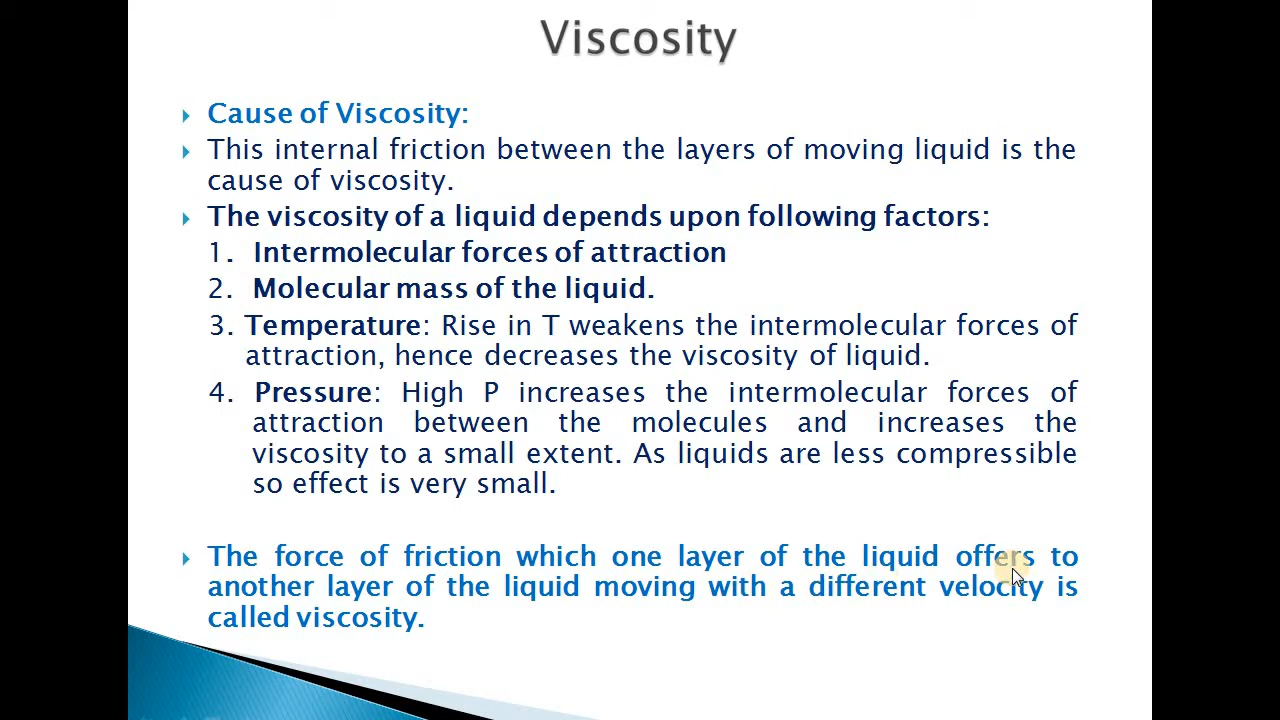 Viscosity
Cause of Viscosity:
This internal friction between the layers of moving liquid is the
cause of viscosity.
The viscosity of a liquid depends upon following factors:
1. Intermolecular forces of attraction
2. Molecular mass of the liquid.
3. Temperature: Rise in T weakens the intermolecular forces of
attraction, hence decreases the viscosity of liquid.
4. Pressure: High P increases the intermolecular forces of
attraction between the molecules and increases the
viscosity to a small extent. As liquids are less compressible
so effect is very small.
The force of friction which one layer of the liquid offers to
another layer of the liquid moving with a different velocity is
called viscosity.